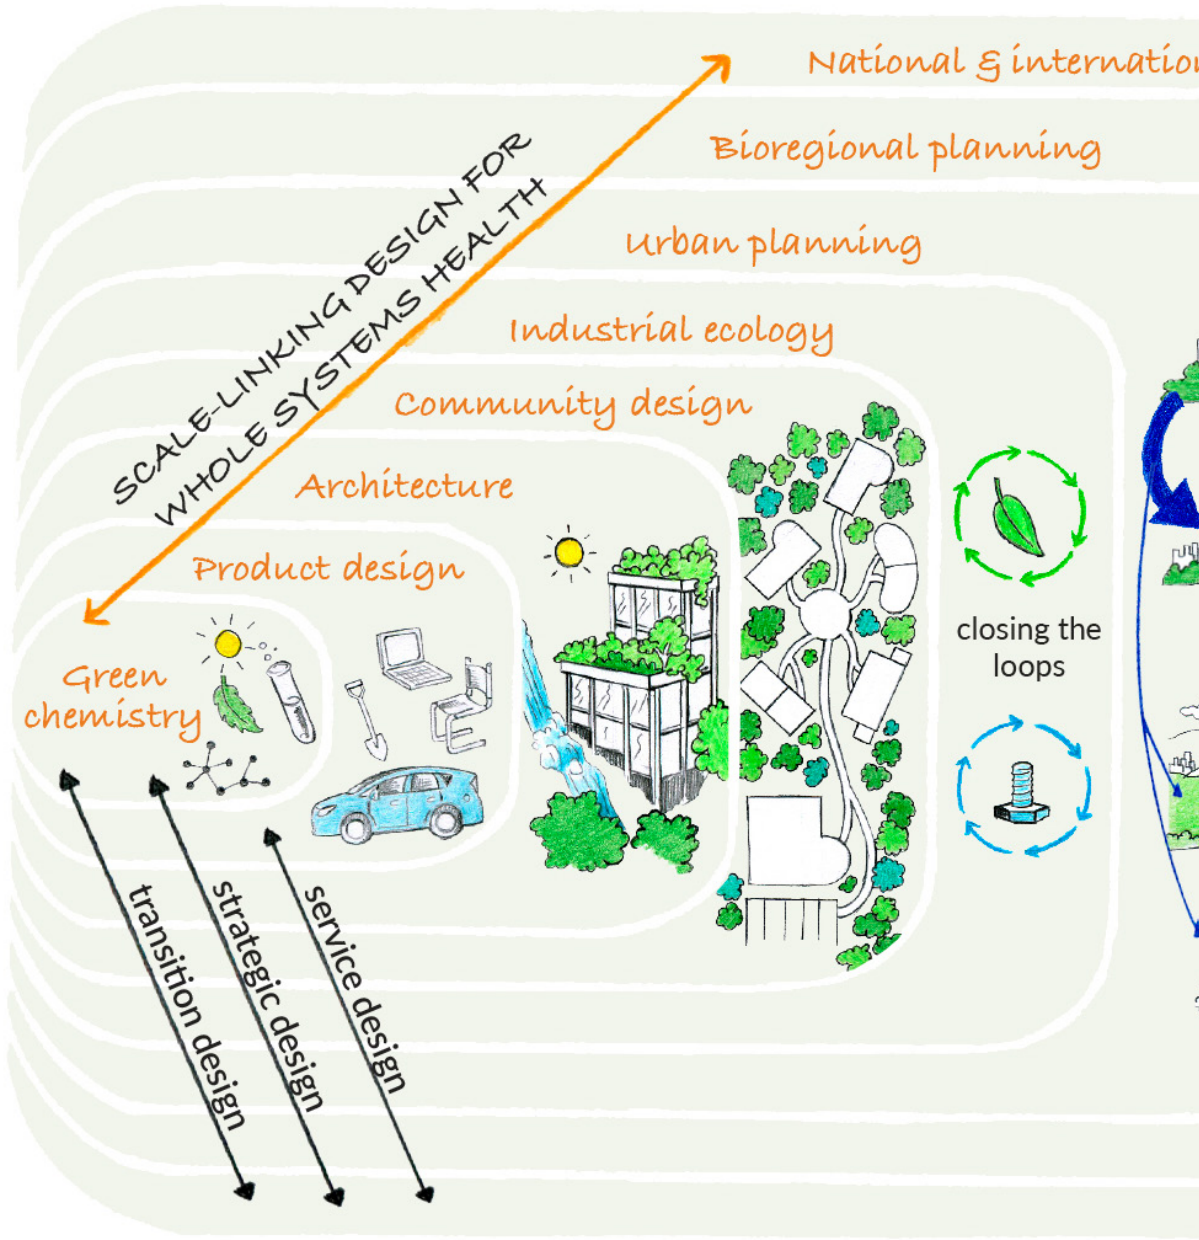 National & internation
Bioregional planning
Urban planning
Industrial ecology
Community design
Architecture
Product design
Green
chemistry
SCALE-LINKING DESIGN FOR
WHOLE SYSTEMS HEALTH
closing the
loops
transition design
strategic design
service design